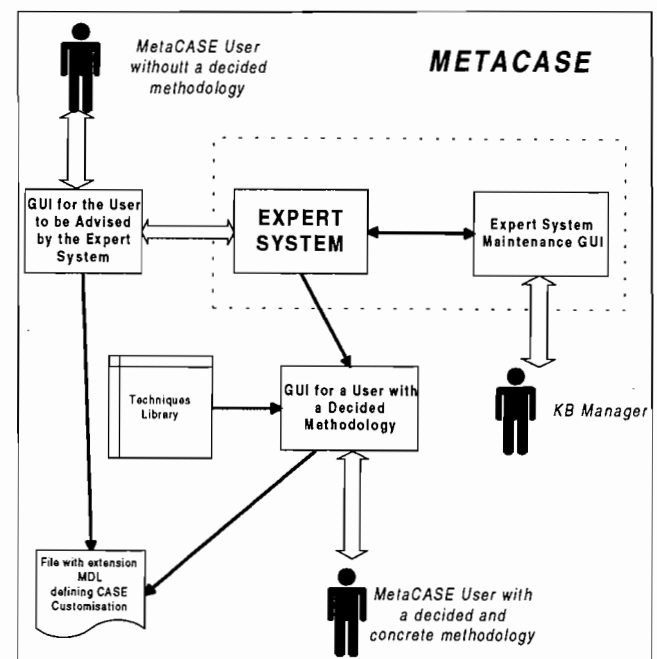 MetaCASE User
withoutt a decided
methodology
METACASE
GUI for the User
to be Advised
by the Expert
System
EXPERT
SYSTEM
Expert System
Maintenance GUI
Techniques
Library
GUI for a User with
a Decided
Methodology
KB Manager
File with extension
MDL
defining CASE
Customisation
MetaCASE User with
a decided and
concrete methodology